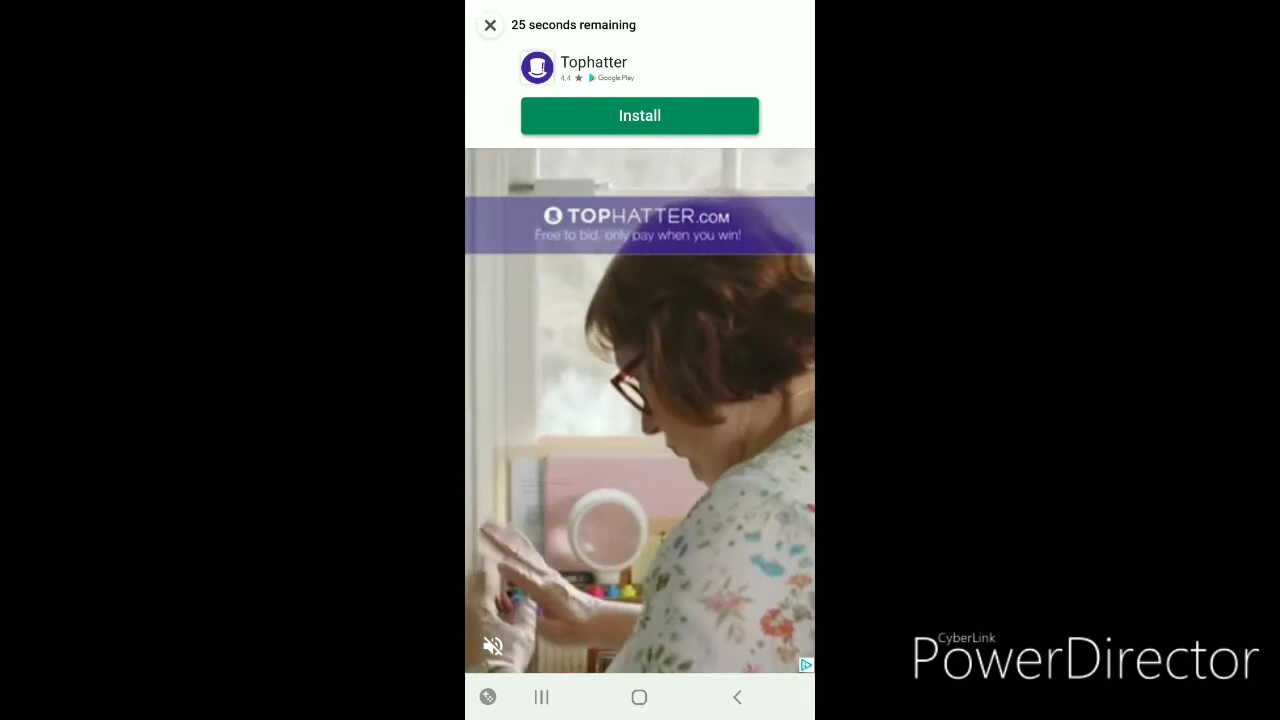 25 seconds remaining
Tophatter
4.4 ★ Google Play
Install
TOPHATTER.COM
Free to bid, only pay when you win!
CyberLink
PowerDirector